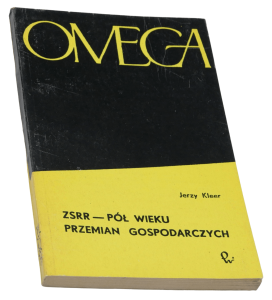 OMEGA
Jerzy Kleer
ZSRR — PÓŁ WIEKU
PRZEMIAN GOSPODARCZYCH